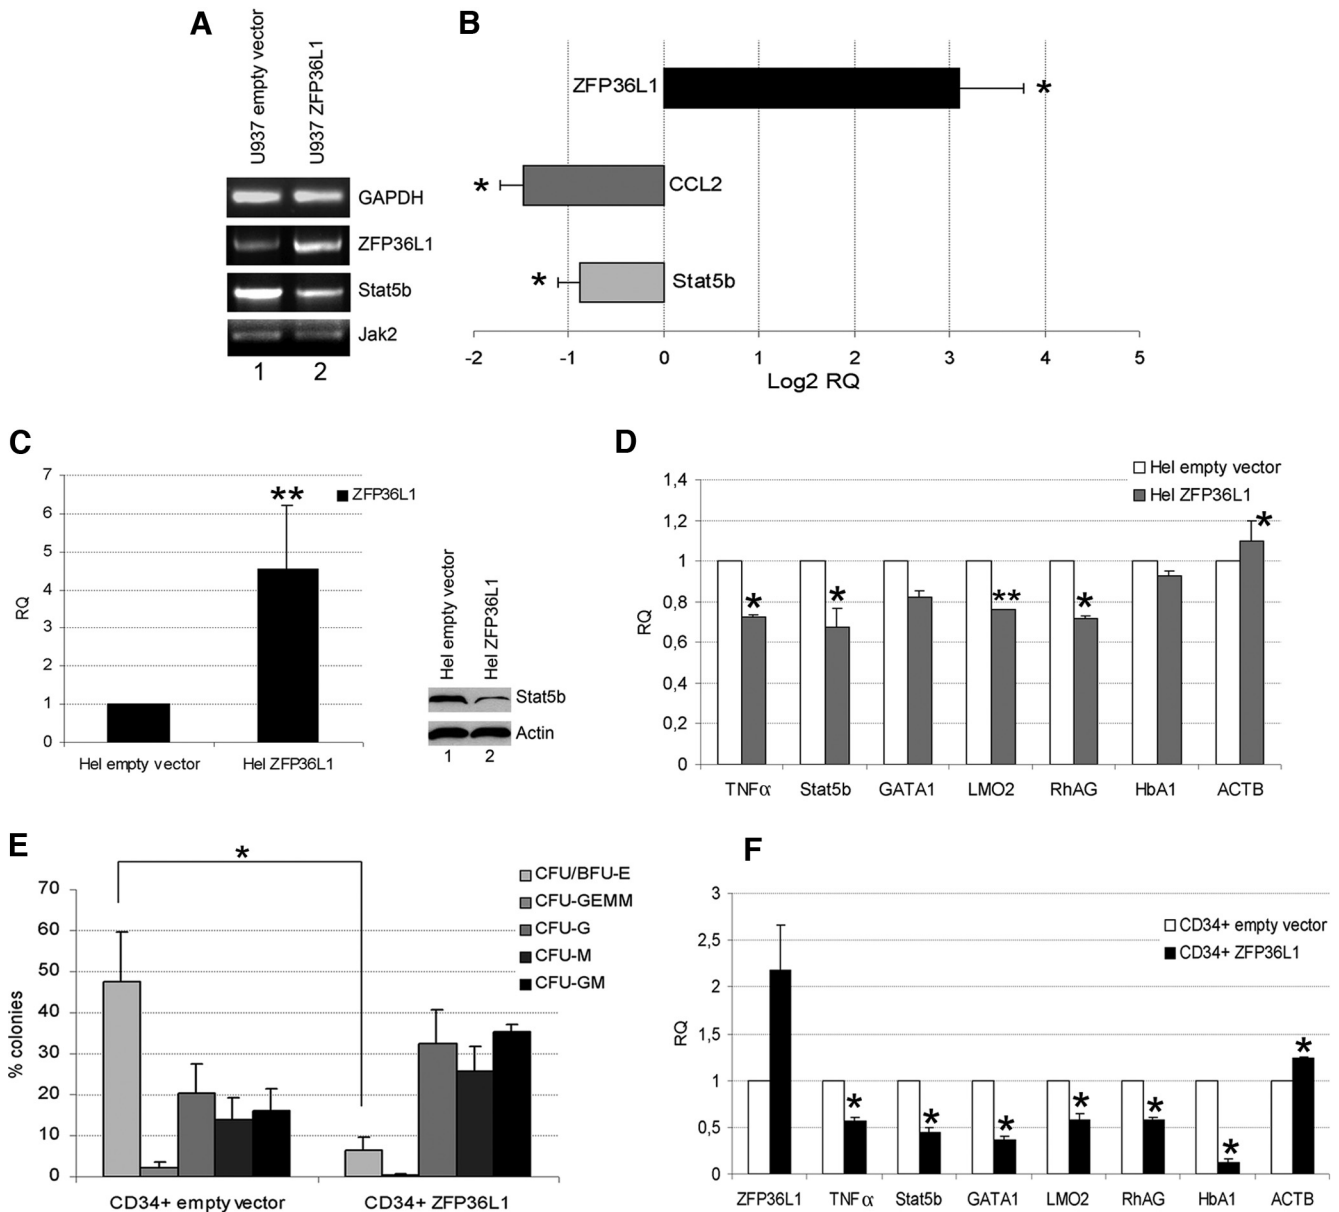 A
U937 empty vector
U937 ZFP36L1
GAPDH
ZFP36L1
Stat5b
Jak2
1 2
B
ZFP36L1
*
CCL2
*
Stat5b
*
-2 -1 0 1 2 3 4 5
Log2 RQ
C
7
6
5
4
3
2
1
0
RQ
**
ZFP36L1
Hel empty vector Hel ZFP36L1
Hel empty vector
Hel ZFP36L1
Stat5b
Actin
1 2
D
Hel empty vector
Hel ZFP36L1
1,4
1,2
1
0,8
0,6
0,4
0,2
0
RQ
* * ** * *
TNFα Stat5b GATA1 LMO2 RhAG HbA1 ACTB
E
*
CFU/BFU-E
CFU-GEMM
CFU-G
CFU-M
CFU-GM
70
60
50
40
30
20
10
0
% colonies
CD34+ empty vector CD34+ ZFP36L1
F
CD34+ empty vector
CD34+ ZFP36L1
3
2,5
2
1,5
1
0,5
0
RQ
* * * * * * *
ZFP36L1 TNFα Stat5b GATA1 LMO2 RhAG HbA1 ACTB